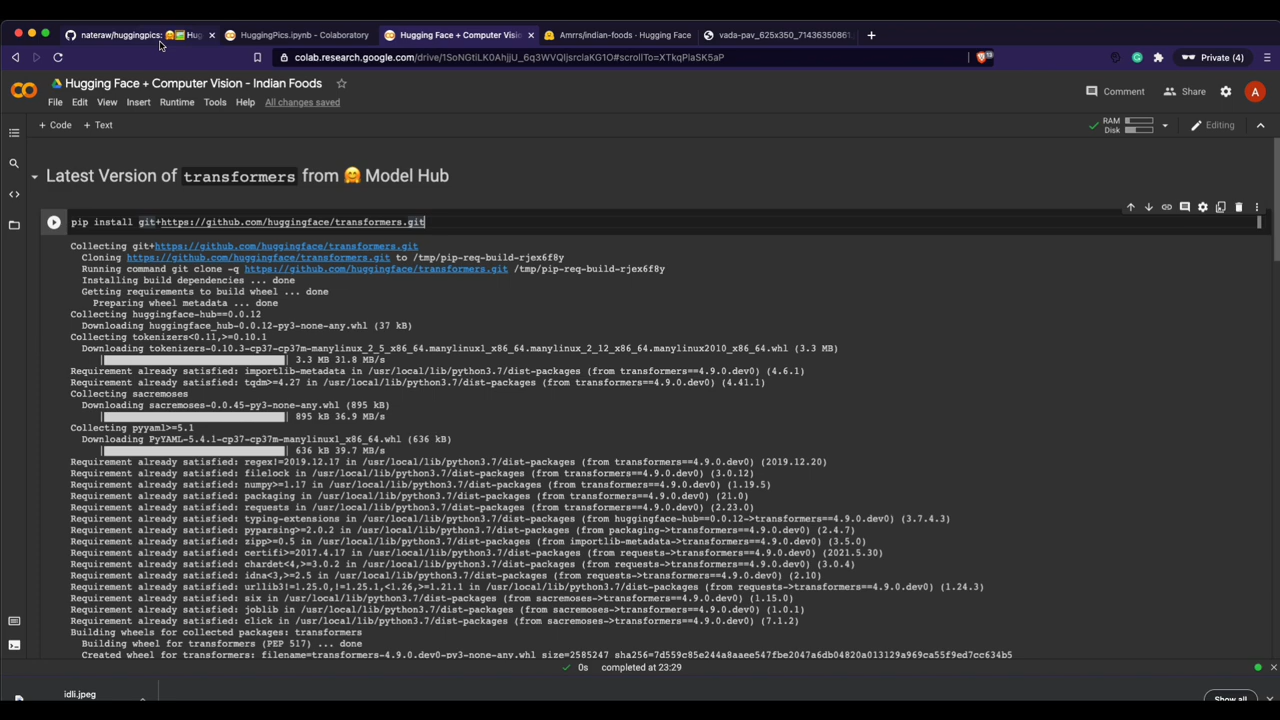 nateraw/huggingpics: 🤗🖼️ Hug
HuggingPics.ipynb - Colaboratory
Hugging Face + Computer Vision
Amrrs/indian-foods · Hugging Face
vada-pav_625x350_71436350861
colab.research.google.com/drive/1SoNgtiLK0AhjjU_6q3WVQIjsrclaKG1O#scrollTo=XTkqPlaSK5aP
Private (4)
Hugging Face + Computer Vision - Indian Foods
Comment
Share
A
File Edit View Insert Runtime Tools Help All changes saved
+ Code + Text
RAM
Disk
Editing
Latest Version of transformers from 🤗 Model Hub
pip install git+https://github.com/huggingface/transformers.git
Collecting git+https://github.com/huggingface/transformers.git
Cloning https://github.com/huggingface/transformers.git to /tmp/pip-req-build-rjex6f8y
Running command git clone -q https://github.com/huggingface/transformers.git /tmp/pip-req-build-rjex6f8y
Installing build dependencies ... done
Getting requirements to build wheel ... done
Preparing wheel metadata ... done
Collecting huggingface-hub==0.0.12
Downloading huggingface_hub-0.0.12-py3-none-any.whl (37 kB)
Collecting tokenizers<0.11,>=0.10.1
Downloading tokenizers-0.10.3-cp37-cp37m-manylinux_2_5_x86_64.manylinux1_x86_64.manylinux_2_12_x86_64.manylinux2010_x86_64.whl (3.3 MB)
|████████████████████████████████| 3.3 MB 31.8 MB/s
Requirement already satisfied: importlib-metadata in /usr/local/lib/python3.7/dist-packages (from transformers==4.9.0.dev0) (4.6.1)
Requirement already satisfied: tqdm>=4.27 in /usr/local/lib/python3.7/dist-packages (from transformers==4.9.0.dev0) (4.41.1)
Collecting sacremoses
Downloading sacremoses-0.0.45-py3-none-any.whl (895 kB)
|████████████████████████████████| 895 kB 36.9 MB/s
Collecting pyyaml>=5.1
Downloading PyYAML-5.4.1-cp37-cp37m-manylinux1_x86_64.whl (636 kB)
|████████████████████████████████| 636 kB 39.7 MB/s
Requirement already satisfied: regex!=2019.12.17 in /usr/local/lib/python3.7/dist-packages (from transformers==4.9.0.dev0) (2019.12.20)
Requirement already satisfied: filelock in /usr/local/lib/python3.7/dist-packages (from transformers==4.9.0.dev0) (3.0.12)
Requirement already satisfied: numpy>=1.17 in /usr/local/lib/python3.7/dist-packages (from transformers==4.9.0.dev0) (1.19.5)
Requirement already satisfied: packaging in /usr/local/lib/python3.7/dist-packages (from transformers==4.9.0.dev0) (21.0)
Requirement already satisfied: requests in /usr/local/lib/python3.7/dist-packages (from transformers==4.9.0.dev0) (2.23.0)
Requirement already satisfied: typing-extensions in /usr/local/lib/python3.7/dist-packages (from huggingface-hub==0.0.12->transformers==4.9.0.dev0) (3.7.4.3)
Requirement already satisfied: pyparsing>=2.0.2 in /usr/local/lib/python3.7/dist-packages (from packaging->transformers==4.9.0.dev0) (2.4.7)
Requirement already satisfied: zipp>=0.5 in /usr/local/lib/python3.7/dist-packages (from importlib-metadata->transformers==4.9.0.dev0) (3.5.0)
Requirement already satisfied: certifi>=2017.4.17 in /usr/local/lib/python3.7/dist-packages (from requests->transformers==4.9.0.dev0) (2021.5.30)
Requirement already satisfied: chardet<4,>=3.0.2 in /usr/local/lib/python3.7/dist-packages (from requests->transformers==4.9.0.dev0) (3.0.4)
Requirement already satisfied: idna<3,>=2.5 in /usr/local/lib/python3.7/dist-packages (from requests->transformers==4.9.0.dev0) (2.10)
Requirement already satisfied: urllib3!=1.25.0,!=1.25.1,<1.26,>=1.21.1 in /usr/local/lib/python3.7/dist-packages (from requests->transformers==4.9.0.dev0) (1.24.3)
Requirement already satisfied: six in /usr/local/lib/python3.7/dist-packages (from sacremoses->transformers==4.9.0.dev0) (1.15.0)
Requirement already satisfied: joblib in /usr/local/lib/python3.7/dist-packages (from sacremoses->transformers==4.9.0.dev0) (1.0.1)
Requirement already satisfied: click in /usr/local/lib/python3.7/dist-packages (from sacremoses->transformers==4.9.0.dev0) (7.1.2)
Building wheels for collected packages: transformers
Building wheel for transformers (PEP 517) ... done
Created wheel for transformers: filename=transformers-4.9.0.dev0-py3-none-any.whl size=2585247 sha256=7d559c85e244a8aaee547fbe2047a6db04820a013129a969ca55f9ed7cc634b5
0s completed at 23:29
idli.jpeg
Show all